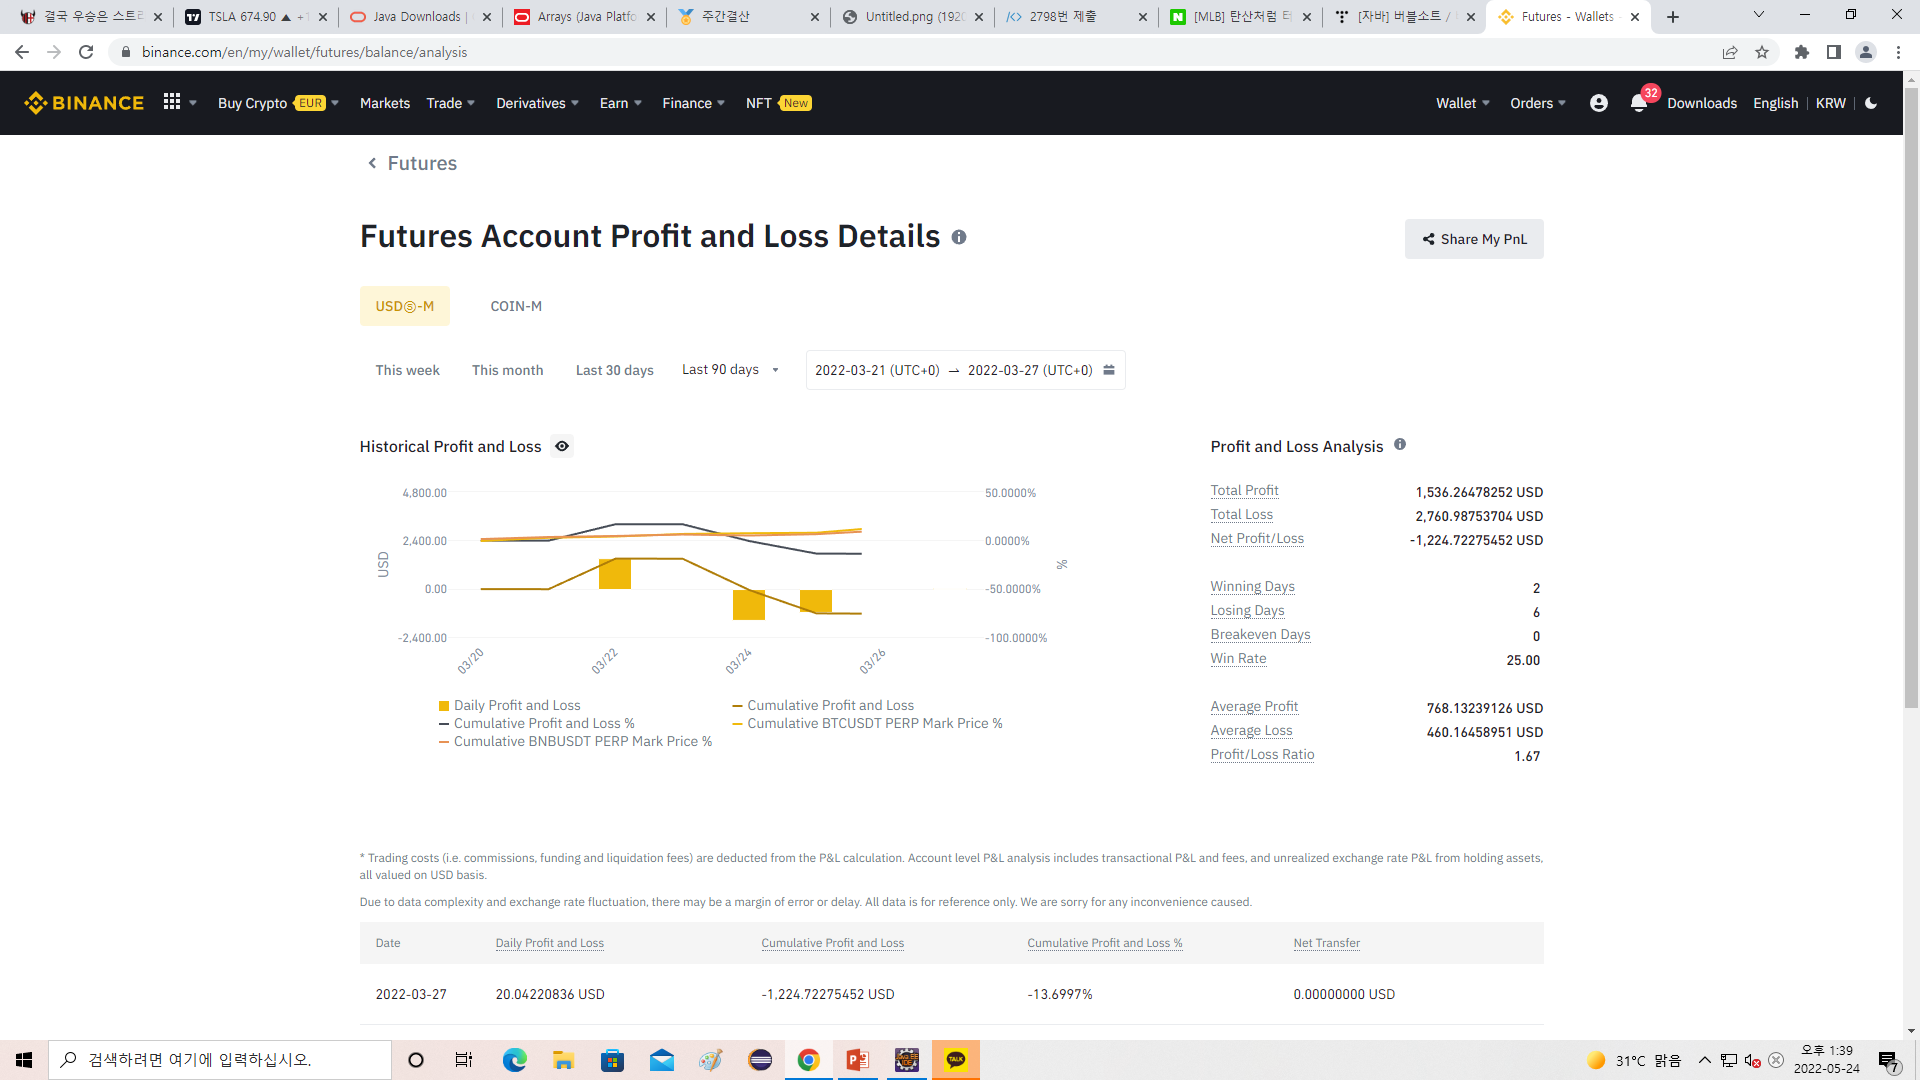 결국 우승은 스트리
TSLA 674.90 ▲ +1
Java Downloads |
Arrays (Java Platfo
주간결산
Untitled.png (1920
2798번 제출
[MLB] 탄산처럼 터
[자바] 버블소트 /
Futures - Wallets
binance.com/en/my/wallet/futures/balance/analysis
BINANCE
Buy Crypto EUR
Markets
Trade
Derivatives
Earn
Finance
NFT New
Wallet
Orders
32
Downloads
English
KRW
Futures
Futures Account Profit and Loss Details
Share My PnL
USDⓢ-M
COIN-M
This week
This month
Last 30 days
Last 90 days
2022-03-21 (UTC+0) → 2022-03-27 (UTC+0)
Historical Profit and Loss
4,800.00
2,400.00
0.00
-2,400.00
USD
50.0000%
0.0000%
-50.0000%
-100.0000%
%
03/20
03/22
03/24
03/26
Daily Profit and Loss
Cumulative Profit and Loss
Cumulative Profit and Loss %
Cumulative BTCUSDT PERP Mark Price %
Cumulative BNBUSDT PERP Mark Price %
Profit and Loss Analysis
Total Profit 1,536.26478252 USD
Total Loss 2,760.98753704 USD
Net Profit/Loss -1,224.72275452 USD
Winning Days 2
Losing Days 6
Breakeven Days 0
Win Rate 25.00
Average Profit 768.13239126 USD
Average Loss 460.16458951 USD
Profit/Loss Ratio 1.67
* Trading costs (i.e. commissions, funding and liquidation fees) are deducted from the P&L calculation. Account level P&L analysis includes transactional P&L and fees, and unrealized exchange rate P&L from holding assets,
all valued on USD basis.
Due to data complexity and exchange rate fluctuation, there may be a margin of error or delay. All data is for reference only. We are sorry for any inconvenience caused.
Date Daily Profit and Loss Cumulative Profit and Loss Cumulative Profit and Loss % Net Transfer
2022-03-27 20.04220836 USD -1,224.72275452 USD -13.6997% 0.00000000 USD
검색하려면 여기에 입력하십시오.
TALK
31°C 맑음
오후 1:39
2022-05-24
7